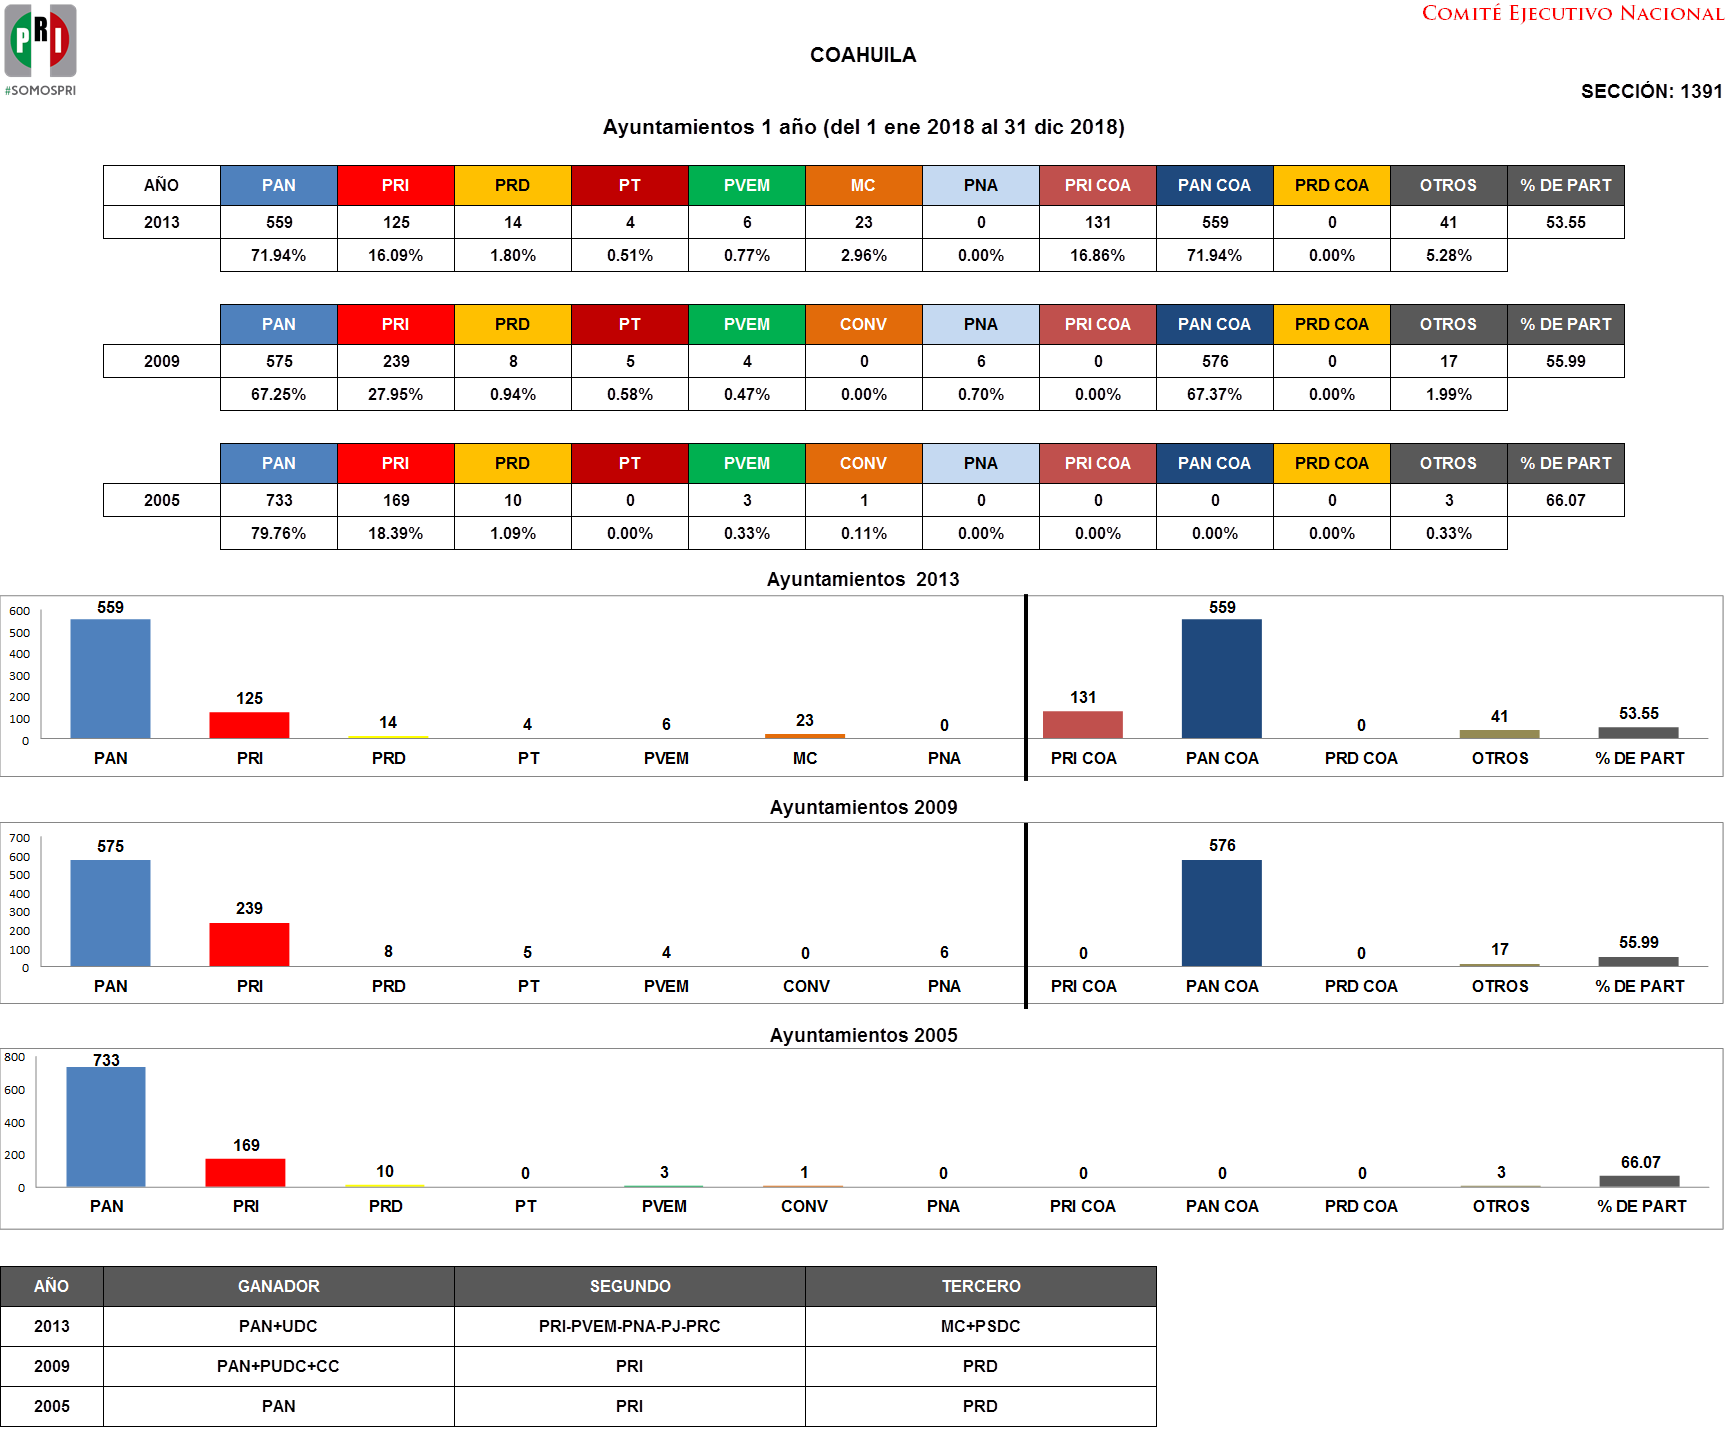 PRI
#SOMOSPRI
COMITÉ EJECUTIVO NACIONAL
COAHUILA
SECCIÓN: 1391
Ayuntamientos 1 año (del 1 ene 2018 al 31 dic 2018)
AÑO PAN PRI PRD PT PVEM MC PNA PRI COA PAN COA PRD COA OTROS % DE PART
2013 559 125 14 4 6 23 0 131 559 0 41 53.55
71.94% 16.09% 1.80% 0.51% 0.77% 2.96% 0.00% 16.86% 71.94% 0.00% 5.28%
PAN PRI PRD PT PVEM CONV PNA PRI COA PAN COA PRD COA OTROS % DE PART
2009 575 239 8 5 4 0 6 0 576 0 17 55.99
67.25% 27.95% 0.94% 0.58% 0.47% 0.00% 0.70% 0.00% 67.37% 0.00% 1.99%
PAN PRI PRD PT PVEM CONV PNA PRI COA PAN COA PRD COA OTROS % DE PART
2005 733 169 10 0 3 1 0 0 0 0 3 66.07
79.76% 18.39% 1.09% 0.00% 0.33% 0.11% 0.00% 0.00% 0.00% 0.00% 0.33%
Ayuntamientos 2013
600
500
400
300
200
100
0
559 125 14 4 6 23 0 131 559 0 41 53.55
PAN PRI PRD PT PVEM MC PNA PRI COA PAN COA PRD COA OTROS % DE PART
Ayuntamientos 2009
700
600
500
400
300
200
100
0
575 239 8 5 4 0 6 0 576 0 17 55.99
PAN PRI PRD PT PVEM CONV PNA PRI COA PAN COA PRD COA OTROS % DE PART
Ayuntamientos 2005
800
600
400
200
0
733 169 10 0 3 1 0 0 0 0 3 66.07
PAN PRI PRD PT PVEM CONV PNA PRI COA PAN COA PRD COA OTROS % DE PART
AÑO GANADOR SEGUNDO TERCERO
2013 PAN+UDC PRI-PVEM-PNA-PJ-PRC MC+PSDC
2009 PAN+PUDC+CC PRI PRD
2005 PAN PRI PRD